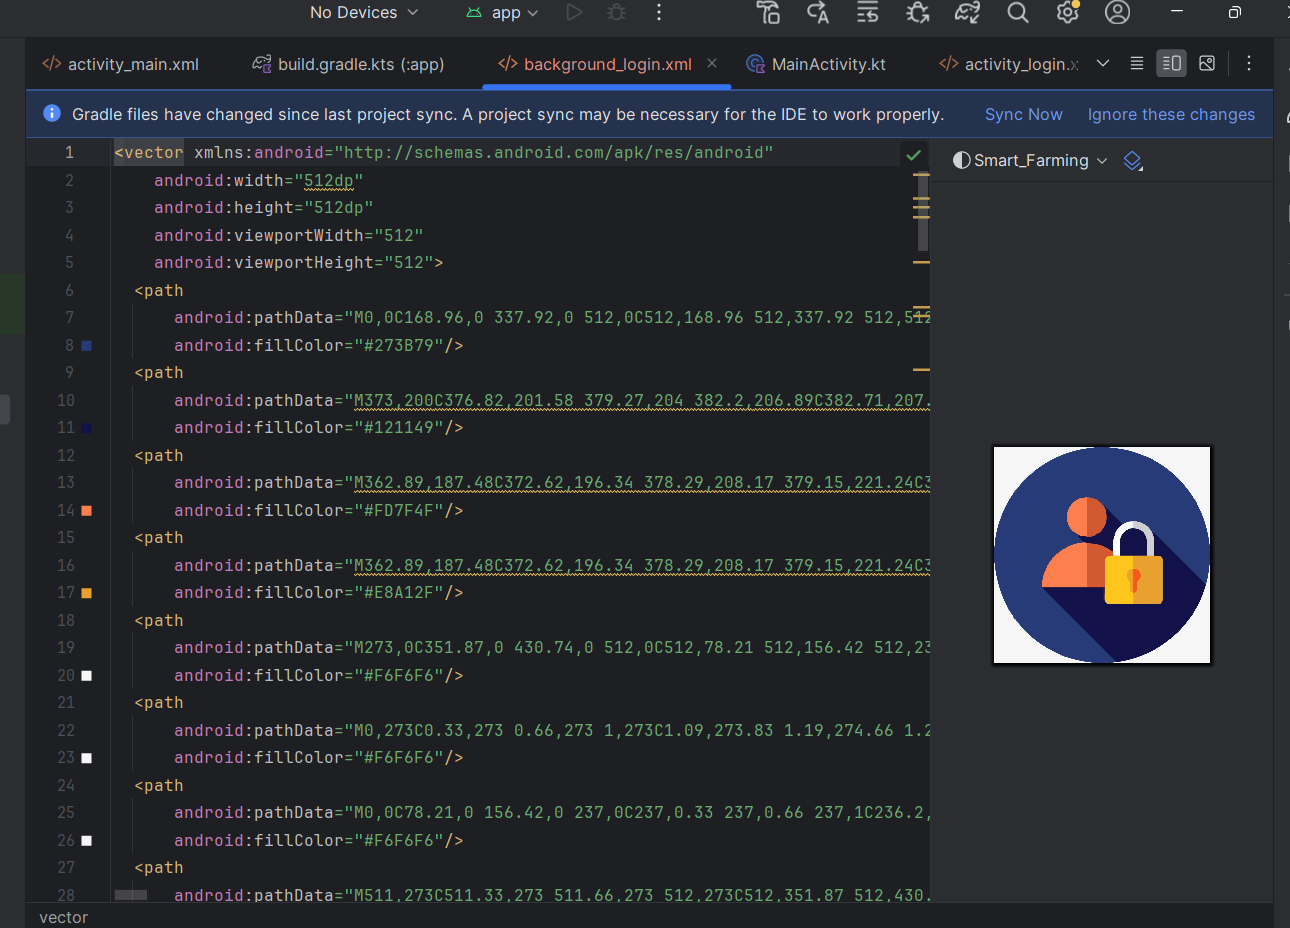 No Devices
app
activity_main.xml
build.gradle.kts (:app)
background_login.xml
MainActivity.kt
activity_login.x
Gradle files have changed since last project sync. A project sync may be necessary for the IDE to work properly.
Sync Now
Ignore these changes
Smart_Farming
1 <vector xmlns:android="http://schemas.android.com/apk/res/android"
2 android:width="512dp"
3 android:height="512dp"
4 android:viewportWidth="512"
5 android:viewportHeight="512">
6 <path
7 android:pathData="M0,0C168.96,0 337.92,0 512,0C512,168.96 512,337.92 512,512
8 android:fillColor="#273B79"/>
9 <path
10 android:pathData="M373,200C376.82,201.58 379.27,204 382.2,206.89C382.71,207.
11 android:fillColor="#121149"/>
12 <path
13 android:pathData="M362.89,187.48C372.62,196.34 378.29,208.17 379.15,221.24C3
14 android:fillColor="#FD7F4F"/>
15 <path
16 android:pathData="M362.89,187.48C372.62,196.34 378.29,208.17 379.15,221.24C3
17 android:fillColor="#E8A12F"/>
18 <path
19 android:pathData="M273,0C351.87,0 430.74,0 512,0C512,78.21 512,156.42 512,23
20 android:fillColor="#F6F6F6"/>
21 <path
22 android:pathData="M0,273C0.33,273 0.66,273 1,273C1.09,273.83 1.19,274.66 1.2
23 android:fillColor="#F6F6F6"/>
24 <path
25 android:pathData="M0,0C78.21,0 156.42,0 237,0C237,0.33 237,0.66 237,1C236.2,
26 android:fillColor="#F6F6F6"/>
27 <path
28 android:pathData="M511,273C511.33,273 511.66,273 512,273C512,351.87 512,430.
vector